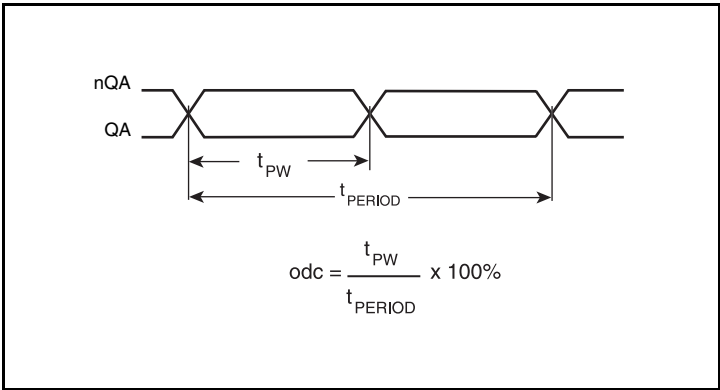 nQA
QA
tPW
tPERIOD
odc = tPW / tPERIOD x 100%